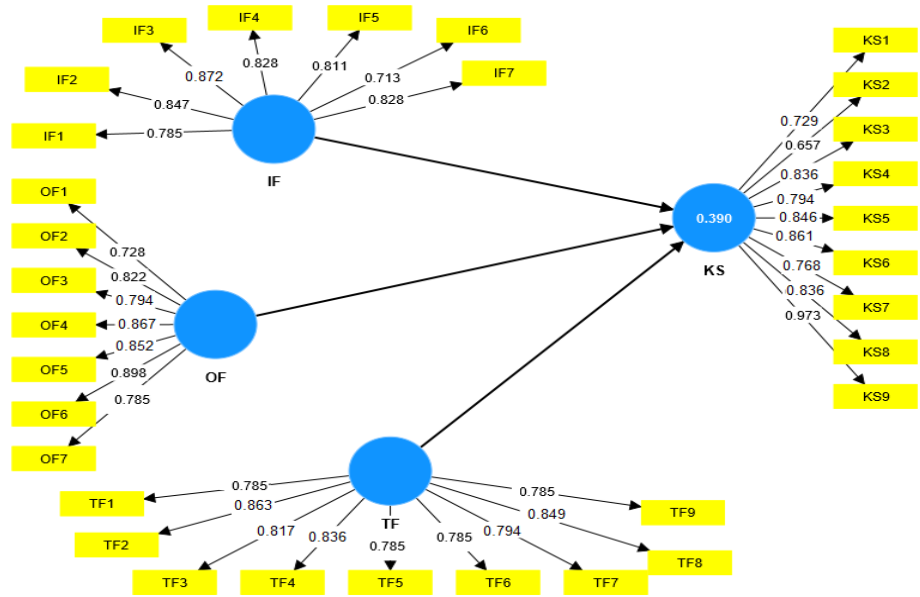 IF4
IF5
IF3
IF6
IF2
IF7
IF1
0.785
0.847
0.872
0.828
0.811
0.713
0.828
IF
OF1
OF2
OF3
OF4
OF5
OF6
OF7
0.728
0.822
0.794
0.867
0.852
0.898
0.785
OF
KS1
KS2
KS3
KS4
KS5
KS6
KS7
KS8
KS9
0.729
0.657
0.836
0.794
0.846
0.861
0.768
0.836
0.973
0.390
KS
TF
0.785
0.863
0.817
0.836
0.785
0.785
0.794
0.849
0.785
TF1
TF2
TF3
TF4
TF5
TF6
TF7
TF8
TF9